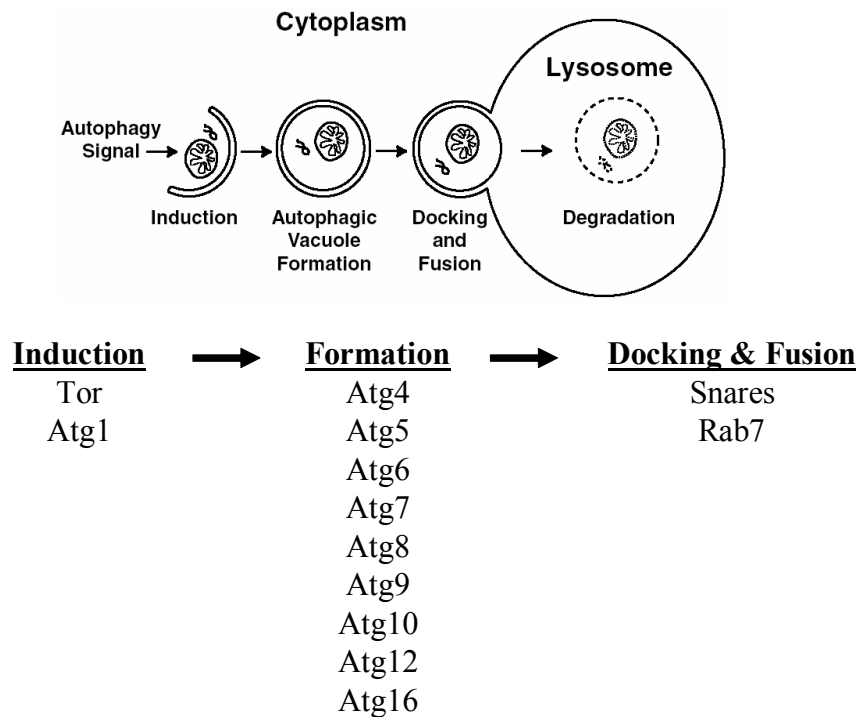 Cytoplasm
Lysosome
Autophagy
Signal
Induction
Autophagic
Vacuole
Formation
Docking
and
Fusion
Degradation
Induction
Tor
Atg1
Formation
Atg4
Atg5
Atg6
Atg7
Atg8
Atg9
Atg10
Atg12
Atg16
Docking & Fusion
Snares
Rab7